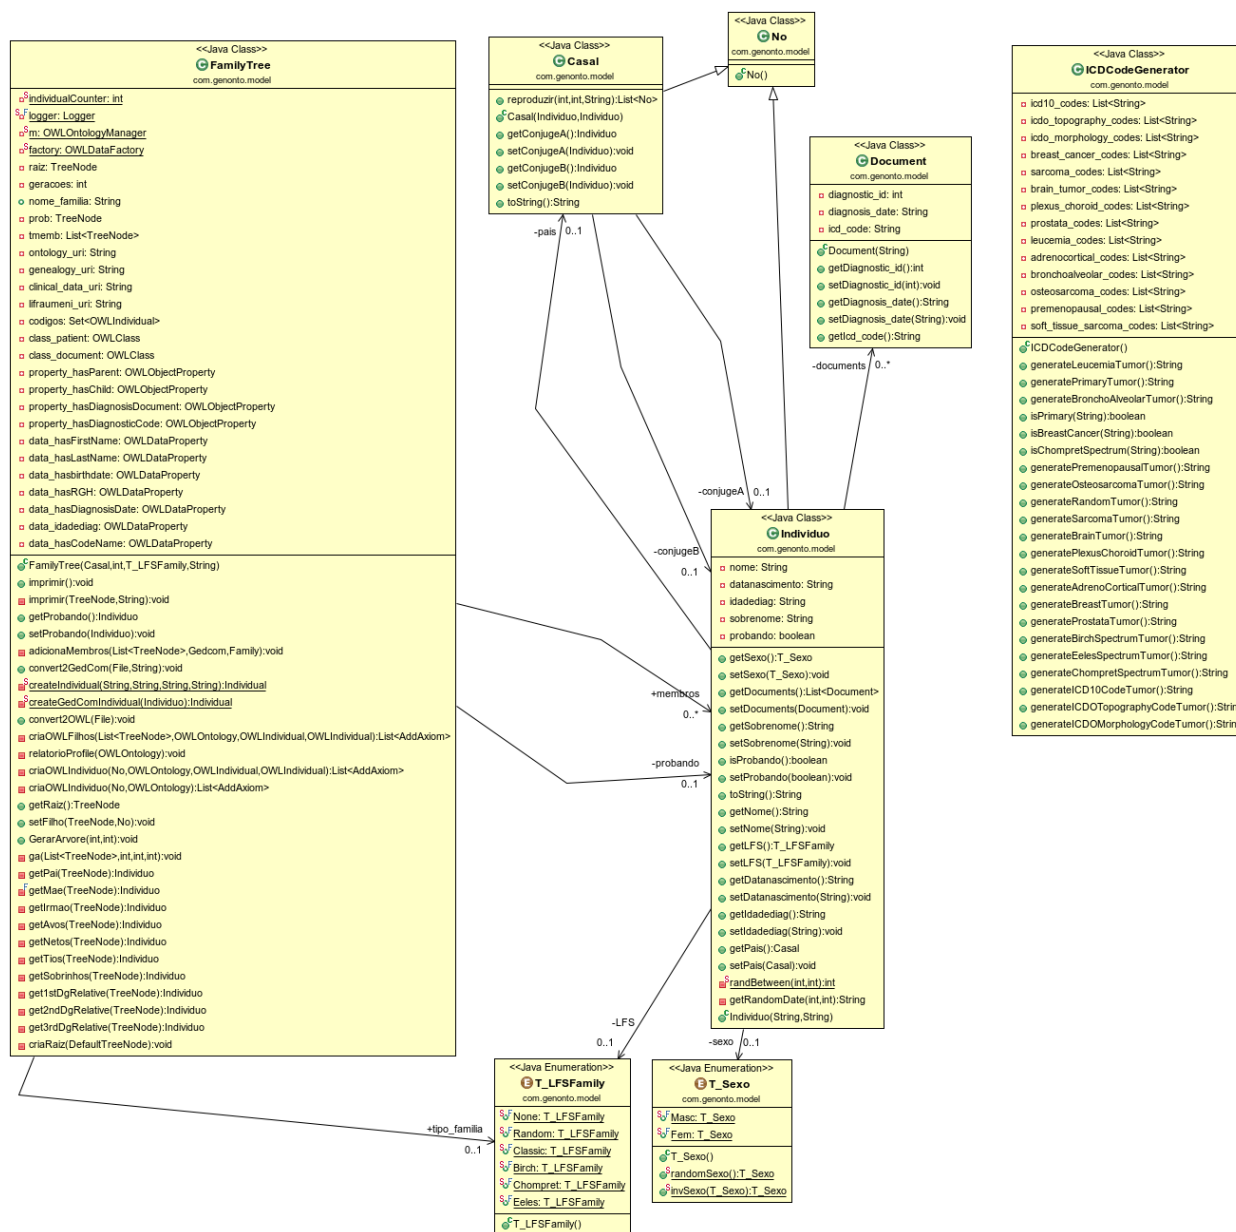 <<Java Class>>
FamilyTree
com.genonto.model
individualCounter: int
logger: Logger
m: OWLOntologyManager
factory: OWLDataFactory
raiz: TreeNode
geracoes: int
nome_familia: String
prob: TreeNode
tmemb: List<TreeNode>
ontology_uri: String
genealogy_uri: String
clinical_data_uri: String
lifraumeni_uri: String
codigos: Set<OWLIndividual>
class_patient: OWLClass
class_document: OWLClass
property_hasParent: OWLObjectProperty
property_hasChild: OWLObjectProperty
property_hasDiagnosisDocument: OWLObjectProperty
property_hasDiagnosticCode: OWLObjectProperty
data_hasFirstName: OWLDataProperty
data_hasLastName: OWLDataProperty
data_hasbirthdate: OWLDataProperty
data_hasRGH: OWLDataProperty
data_hasDiagnosisDate: OWLDataProperty
data_idadediag: OWLDataProperty
data_hasCodeName: OWLDataProperty
FamilyTree(Casal,int,T_LFSFamily,String)
imprimir():void
imprimir(TreeNode,String):void
getProbando():Individuo
setProbando(Individuo):void
adicionaMembros(List<TreeNode>,Gedcom,Family):void
convert2GedCom(File,String):void
createIndividual(String,String,String,String):Individual
createGedComIndividual(Individuo):Individual
convert2OWL(File):void
criaOWLFilhos(List<TreeNode>,OWLOntology,OWLIndividual,OWLIndividual):List<AddAxiom>
relatorioProfile(OWLOntology):void
criaOWLIndividuo(No,OWLOntology,OWLIndividual,OWLIndividual):List<AddAxiom>
criaOWLIndividuo(No,OWLOntology):List<AddAxiom>
getRaiz():TreeNode
setFilho(TreeNode,No):void
GerarArvore(int,int):void
ga(List<TreeNode>,int,int,int):void
getPai(TreeNode):Individuo
getMae(TreeNode):Individuo
getIrmao(TreeNode):Individuo
getAvos(TreeNode):Individuo
getNetos(TreeNode):Individuo
getTios(TreeNode):Individuo
getSobrinhos(TreeNode):Individuo
get1stDgRelative(TreeNode):Individuo
get2ndDgRelative(TreeNode):Individuo
get3rdDgRelative(TreeNode):Individuo
criaRaiz(DefaultTreeNode):void
<<Java Class>>
Casal
com.genonto.model
reproduzir(int,int,String):List<No>
Casal(Individuo,Individuo)
getConjugeA():Individuo
setConjugeA(Individuo):void
getConjugeB():Individuo
setConjugeB(Individuo):void
toString():String
<<Java Class>>
No
com.genonto.model
No()
<<Java Class>>
Document
com.genonto.model
diagnostic_id: int
diagnosis_date: String
icd_code: String
Document(String)
getDiagnostic_id():int
setDiagnostic_id(int):void
getDiagnosis_date():String
setDiagnosis_date(String):void
getIcd_code():String
<<Java Class>>
ICDCodeGenerator
com.genonto.model
icd10_codes: List<String>
icdo_topography_codes: List<String>
icdo_morphology_codes: List<String>
breast_cancer_codes: List<String>
sarcoma_codes: List<String>
brain_tumor_codes: List<String>
plexus_choroid_codes: List<String>
prostata_codes: List<String>
leucemia_codes: List<String>
adrenocortical_codes: List<String>
bronchoalveolar_codes: List<String>
osteosarcoma_codes: List<String>
premenopausal_codes: List<String>
soft_tissue_sarcoma_codes: List<String>
ICDCodeGenerator()
generateLeucemiaTumor():String
generatePrimaryTumor():String
generateBronchoAlveolarTumor():String
isPrimary(String):boolean
isBreastCancer(String):boolean
isChompretSpectrum(String):boolean
generatePremenopausalTumor():String
generateOsteosarcomaTumor():String
generateRandomTumor():String
generateSarcomaTumor():String
generateBrainTumor():String
generatePlexusChoroidTumor():String
generateSoftTissueTumor():String
generateAdrenoCorticalTumor():String
generateBreastTumor():String
generateProstataTumor():String
generateBirchSpectrumTumor():String
generateEelesSpectrumTumor():String
generateChompretSpectrumTumor():String
generateICD10CodeTumor():String
generateICDOTopographyCodeTumor():Strin
generateICDOMorphologyCodeTumor():Strin
-pais
0..1
-documents
0..*
-conjugeA
0..1
-conjugeB
0..1
+membros
0..*
-probando
0..1
<<Java Class>>
Individuo
com.genonto.model
nome: String
datanascimento: String
idadediag: String
sobrenome: String
probando: boolean
getSexo():T_Sexo
setSexo(T_Sexo):void
getDocuments():List<Document>
setDocuments(Document):void
getSobrenome():String
setSobrenome(String):void
isProbando():boolean
setProbando(boolean):void
toString():String
getNome():String
setNome(String):void
getLFS():T_LFSFamily
setLFS(T_LFSFamily):void
getDatanascimento():String
setDatanascimento(String):void
getIdadediag():String
setIdadediag(String):void
getPais():Casal
setPais(Casal):void
randBetween(int,int):int
getRandomDate(int,int):String
Individuo(String,String)
-LFS
0..1
-sexo
0..1
+tipo_familia
0..1
<<Java Enumeration>>
T_LFSFamily
com.genonto.model
None: T_LFSFamily
Random: T_LFSFamily
Classic: T_LFSFamily
Birch: T_LFSFamily
Chompret: T_LFSFamily
Eeles: T_LFSFamily
T_LFSFamily()
<<Java Enumeration>>
T_Sexo
com.genonto.model
Masc: T_Sexo
Fem: T_Sexo
T_Sexo()
randomSexo():T_Sexo
invSexo(T_Sexo):T_Sexo